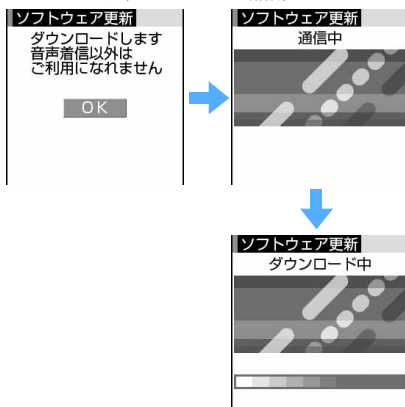 ソフトウェア更新
ダウンロードします
音声着信以外は
ご利用になれません
OK
ソフトウェア更新
通信中
ソフトウェア更新
ダウンロード中